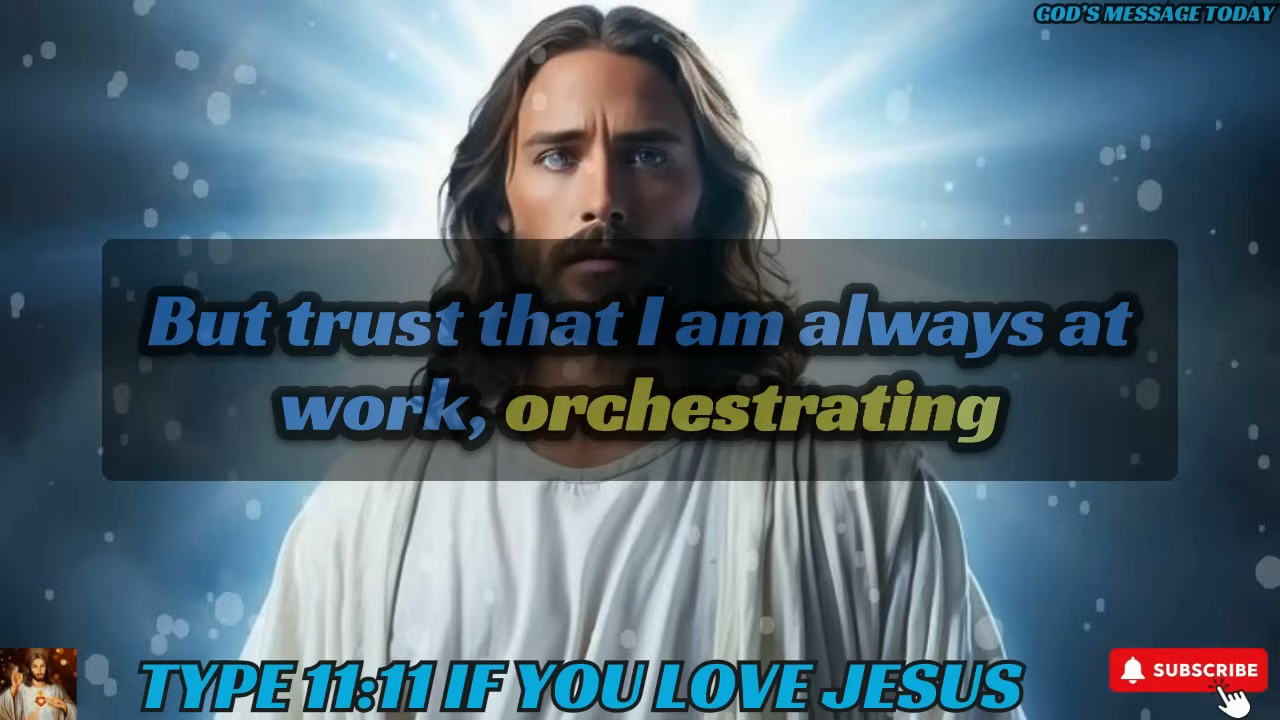 GOD'S MESSAGE TODAY
But trust that I am always at
work, orchestrating
TYPE 11:11 IF YOU LOVE JESUS
SUBSCRIBE